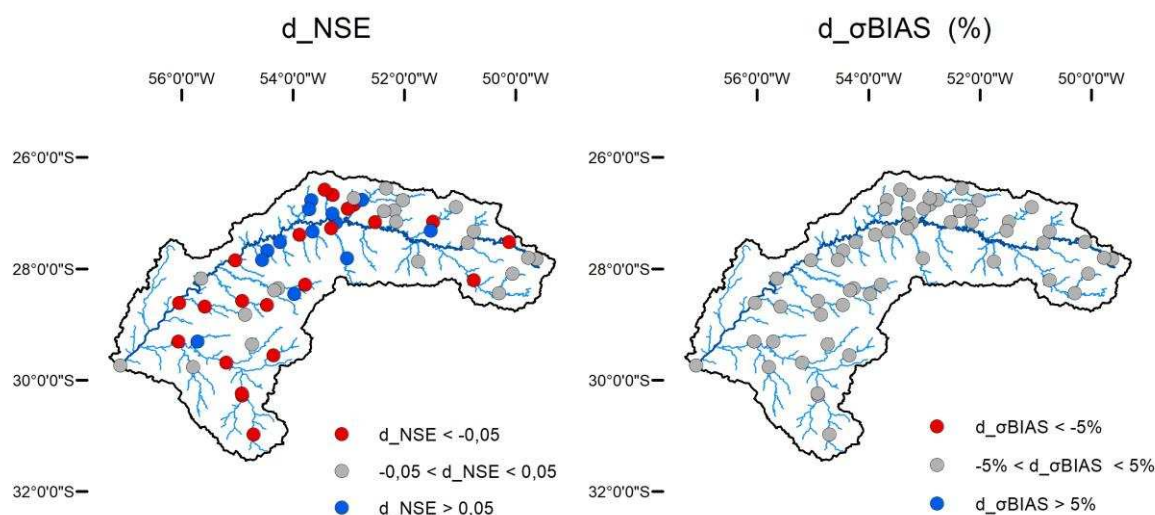 d_NSE
d_σBIAS (%)
56°0'0"W 54°0'0"W 52°0'0"W 50°0'0"W
56°0'0"W 54°0'0"W 52°0'0"W 50°0'0"W
26°0'0"S
28°0'0"S
30°0'0"S
32°0'0"S
d_NSE < -0,05
-0,05 < d_NSE < 0,05
d_NSE > 0.05
26°0'0"S
28°0'0"S
30°0'0"S
32°0'0"S
d_σBIAS < -5%
-5% < d_σBIAS < 5%
d_σBIAS > 5%